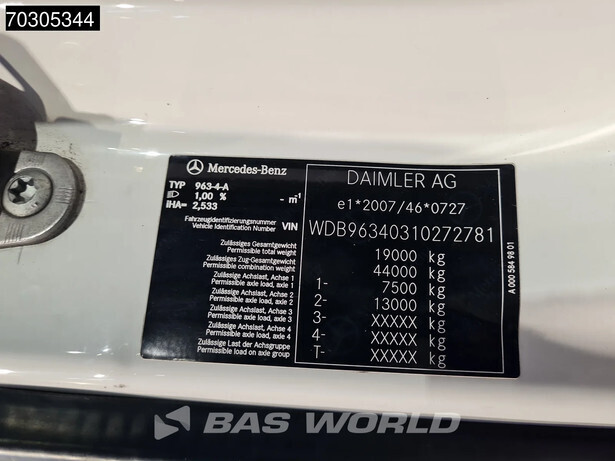 70305344
Mercedes-Benz
DAIMLER AG
TYP 963-4-A
1,00 % - m⁻¹
iHA= 2,533
e1*2007/46*0727
Fahrzeugidentifizierungsnummer
Vehicle Identification Number VIN WDB96340310272781
Zulässiges Gesamtgewicht
Permissible weight 19000 kg
Zulässiges Zug-Gesamtgewicht
Permissible combination weight 44000 kg
Zulässige Achslast, Achse 1
Permissible axle load, axle 1 1- 7500 kg
Zulässige Achslast, Achse 2
Permissible axle load, axle 2 2- 13000 kg
Zulässige Achslast, Achse 3
Permissible axle load, axle 3 3- XXXXX kg
Zulässige Achslast, Achse 4
Permissible axle load, axle 4 4- XXXXX kg
Zulässige Last der Achsgruppe
Permissible load on axle group T- XXXXX kg
A 000 584 98 01
BAS WORLD